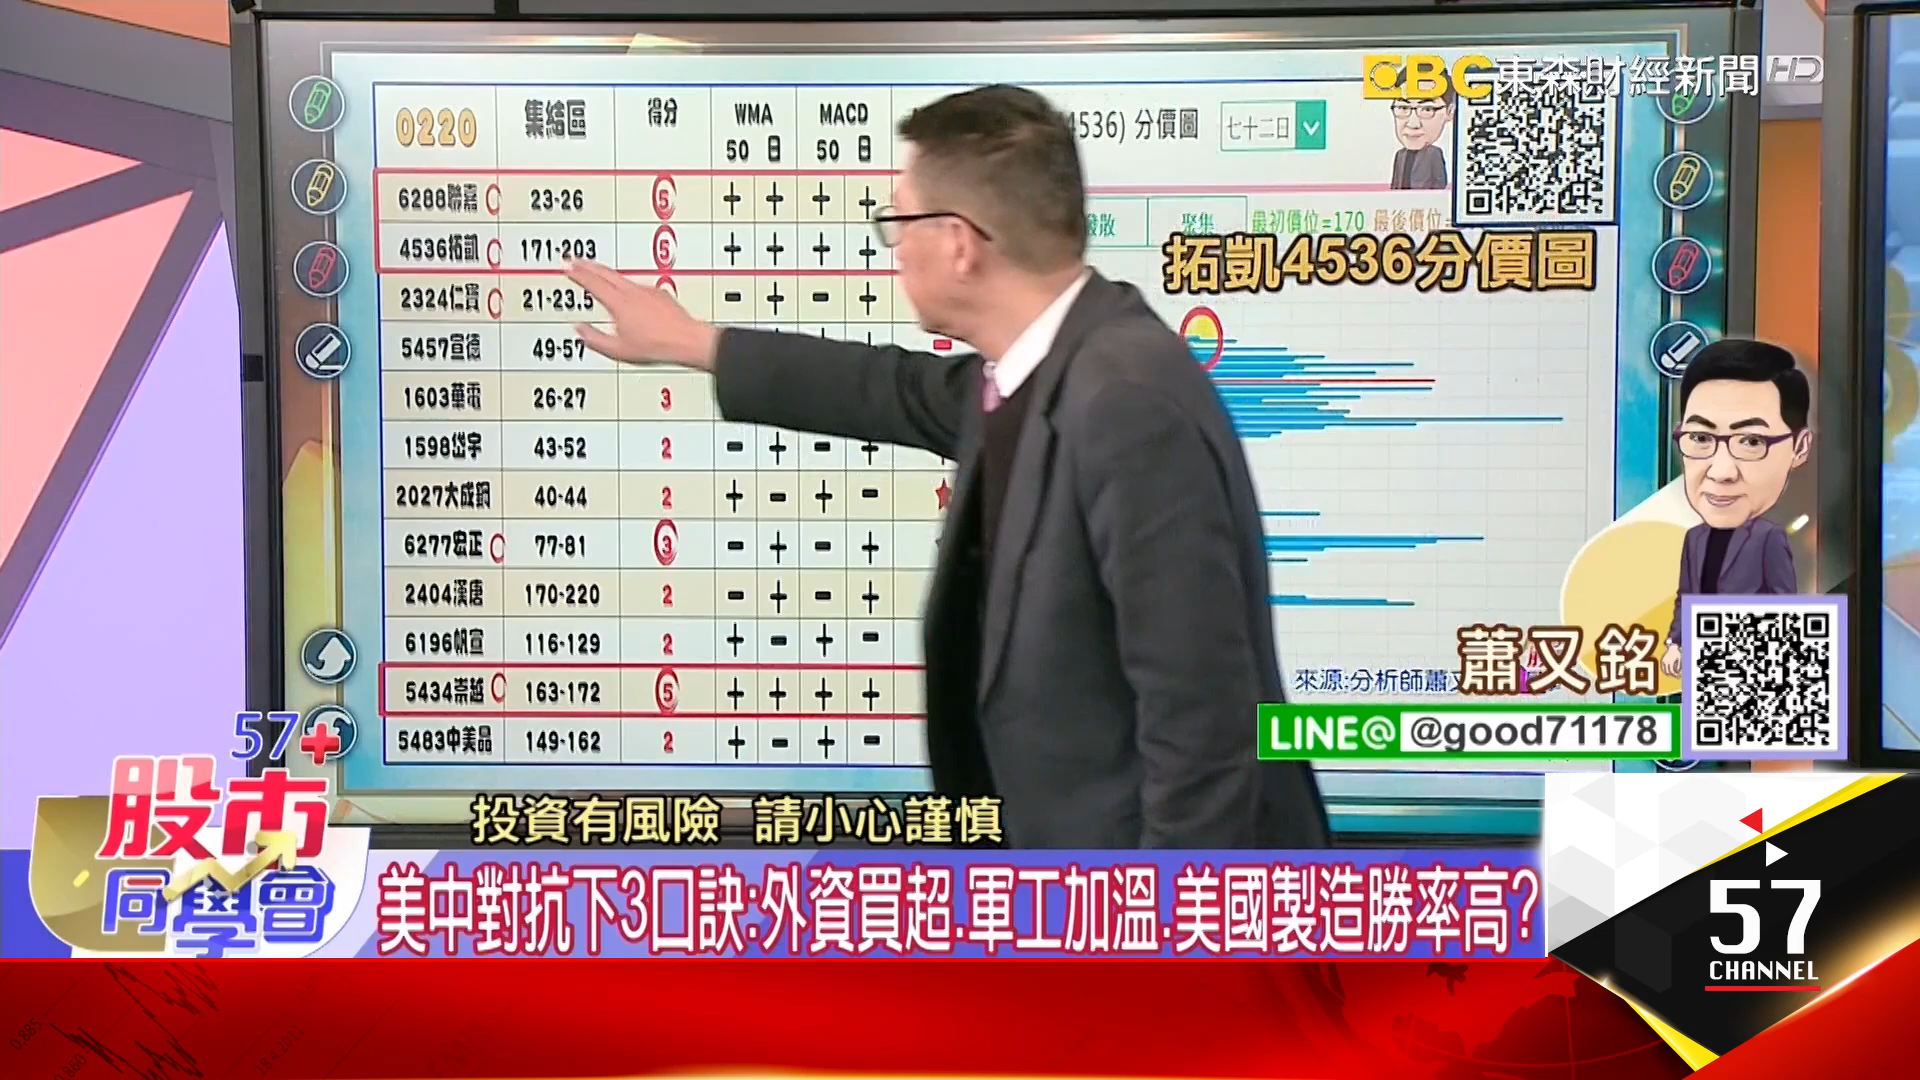 EBC 東森財經新聞 HD
0220 集結區 得分 WMA MACD
50 日 50 日
6288聯嘉 23-26 5 + + + +
4536拓凱 171-203 5 + + + +
2324仁寶 21-23.5 - + - +
5457宣德 49-57
1603華電 26-27 3
1598岱宇 43-52 2 - + - +
2027大成鋼 40-44 2 + - + -
6277宏正 77-81 3 - + - +
2404漢唐 170-220 2 - + - +
6196帆宣 116-129 2 + - + -
5434崇越 163-172 5 + + + +
5483中美晶 149-162 2 + - + -
4536) 分價圖 七十二日
聚集
最初價位=170 最後價位=
拓凱4536分價圖
來源:分析師蕭又
蕭又銘
LINE@ @good71178
57+
股市
同學會
投資有風險 請小心謹慎
美中對抗下3口訣:外資買超.軍工加溫.美國製造勝率高?
57
CHANNEL